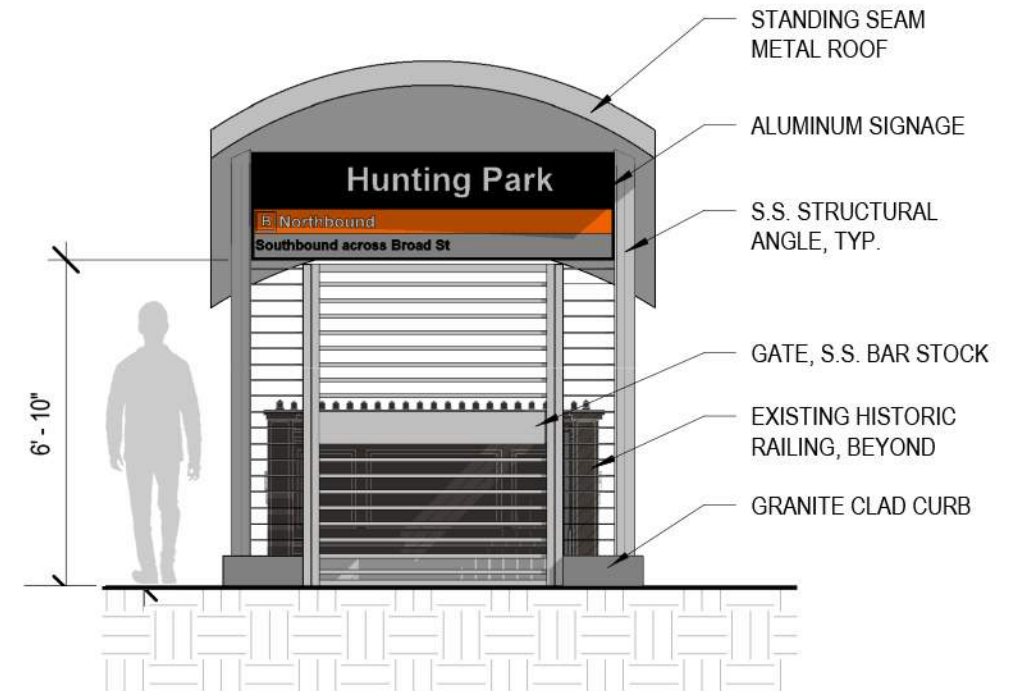 STANDING SEAM
METAL ROOF
ALUMINUM SIGNAGE
Hunting Park
B Northbound
Southbound across Broad St
S.S. STRUCTURAL
ANGLE, TYP.
GATE, S.S. BAR STOCK
EXISTING HISTORIC
RAILING, BEYOND
GRANITE CLAD CURB
6' - 10"